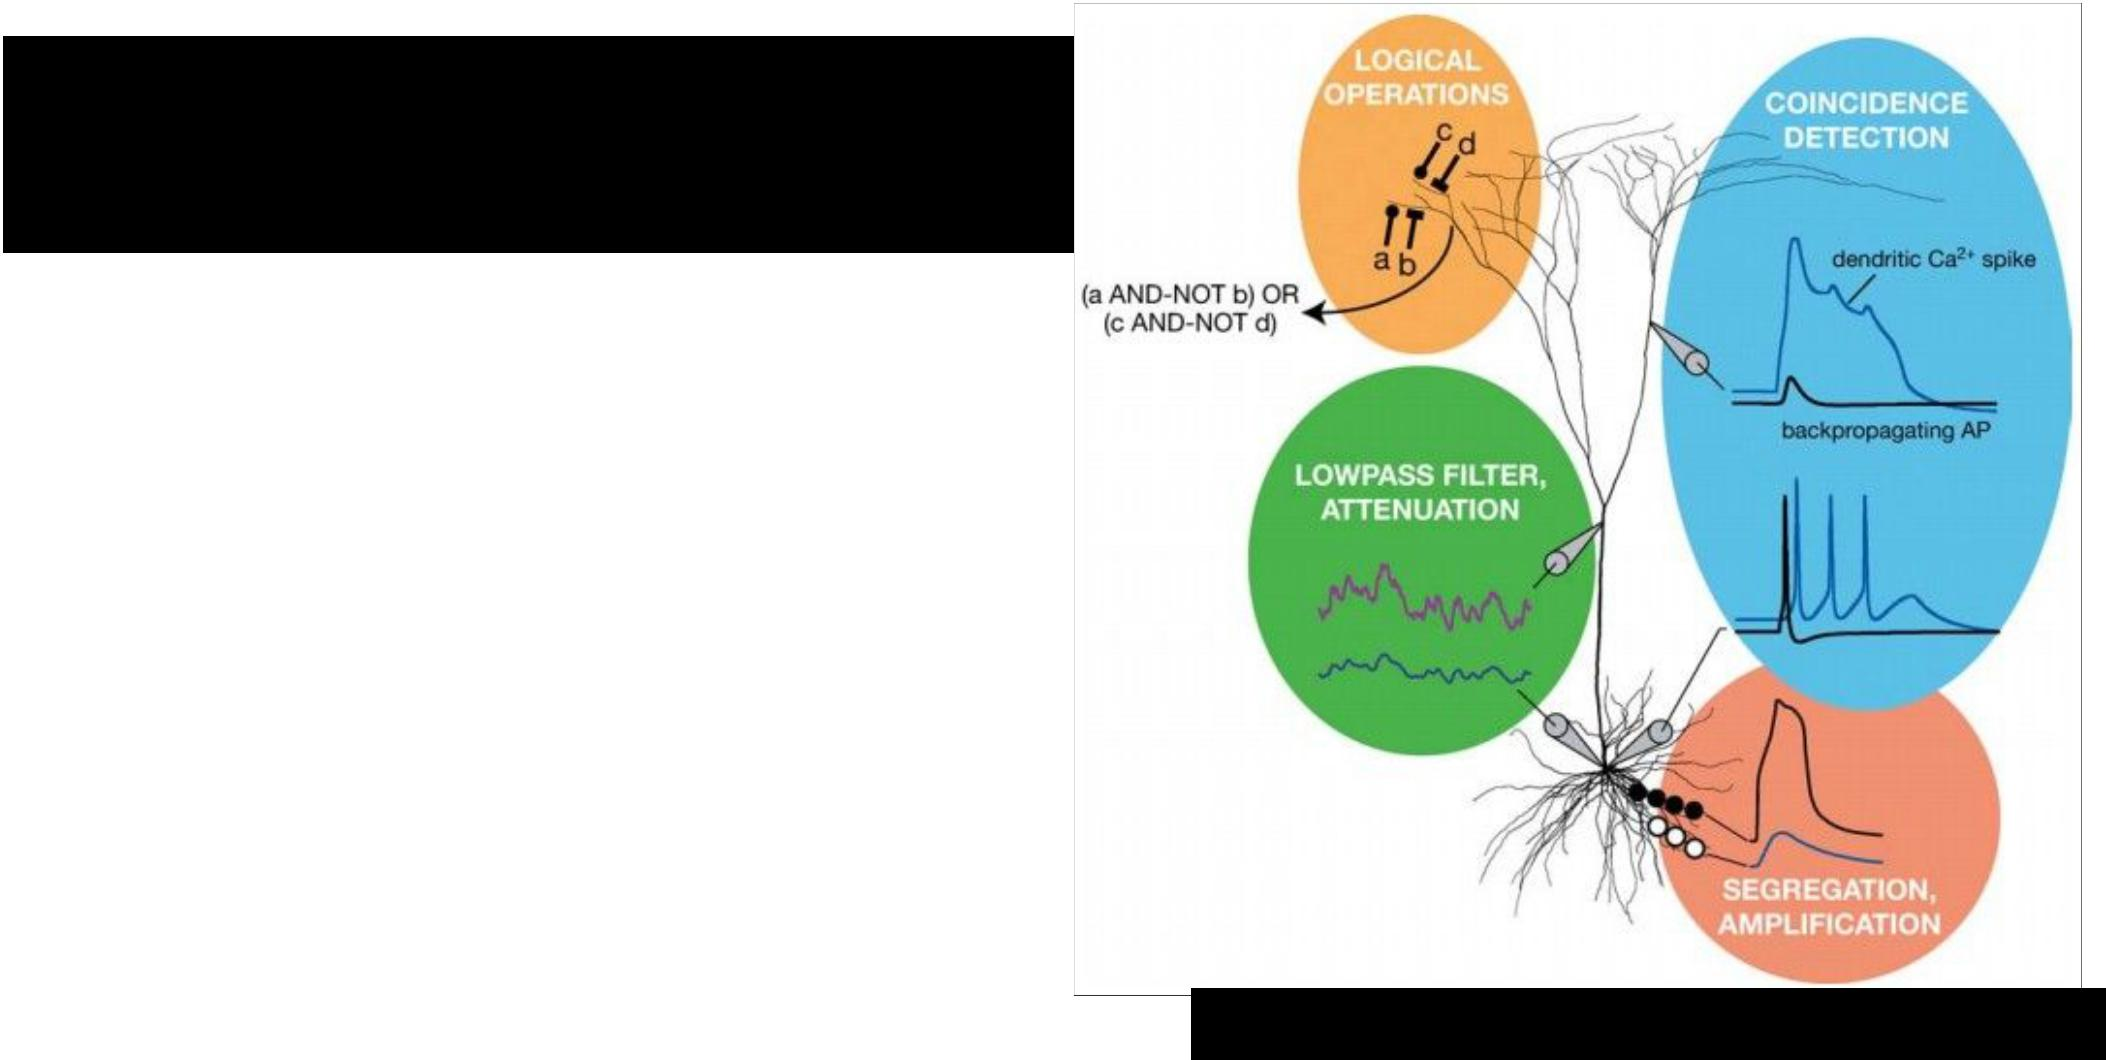 LOGICAL
OPERATIONS
c d
a b
(a AND-NOT b) OR
(c AND-NOT d)
COINCIDENCE
DETECTION
dendritic Ca²⁺ spike
backpropagating AP
LOWPASS FILTER,
ATTENUATION
SEGREGATION,
AMPLIFICATION